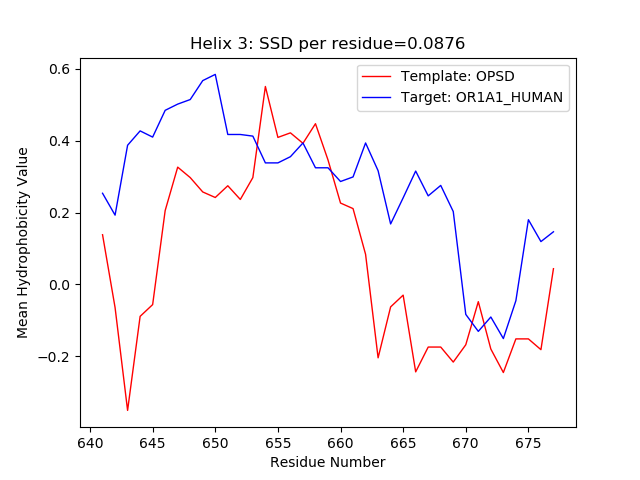 Helix 3: SSD per residue=0.0876
Template: OPSD
Target: OR1A1_HUMAN
Mean Hydrophobicity Value
0.6
0.4
0.2
0.0
−0.2
640 645 650 655 660 665 670 675
Residue Number